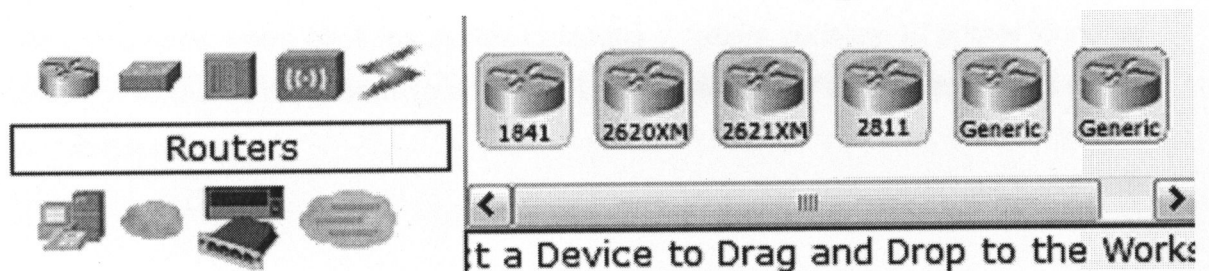 Routers
1841 2620XM 2621XM 2811 Generic Generic
t a Device to Drag and Drop to the Works